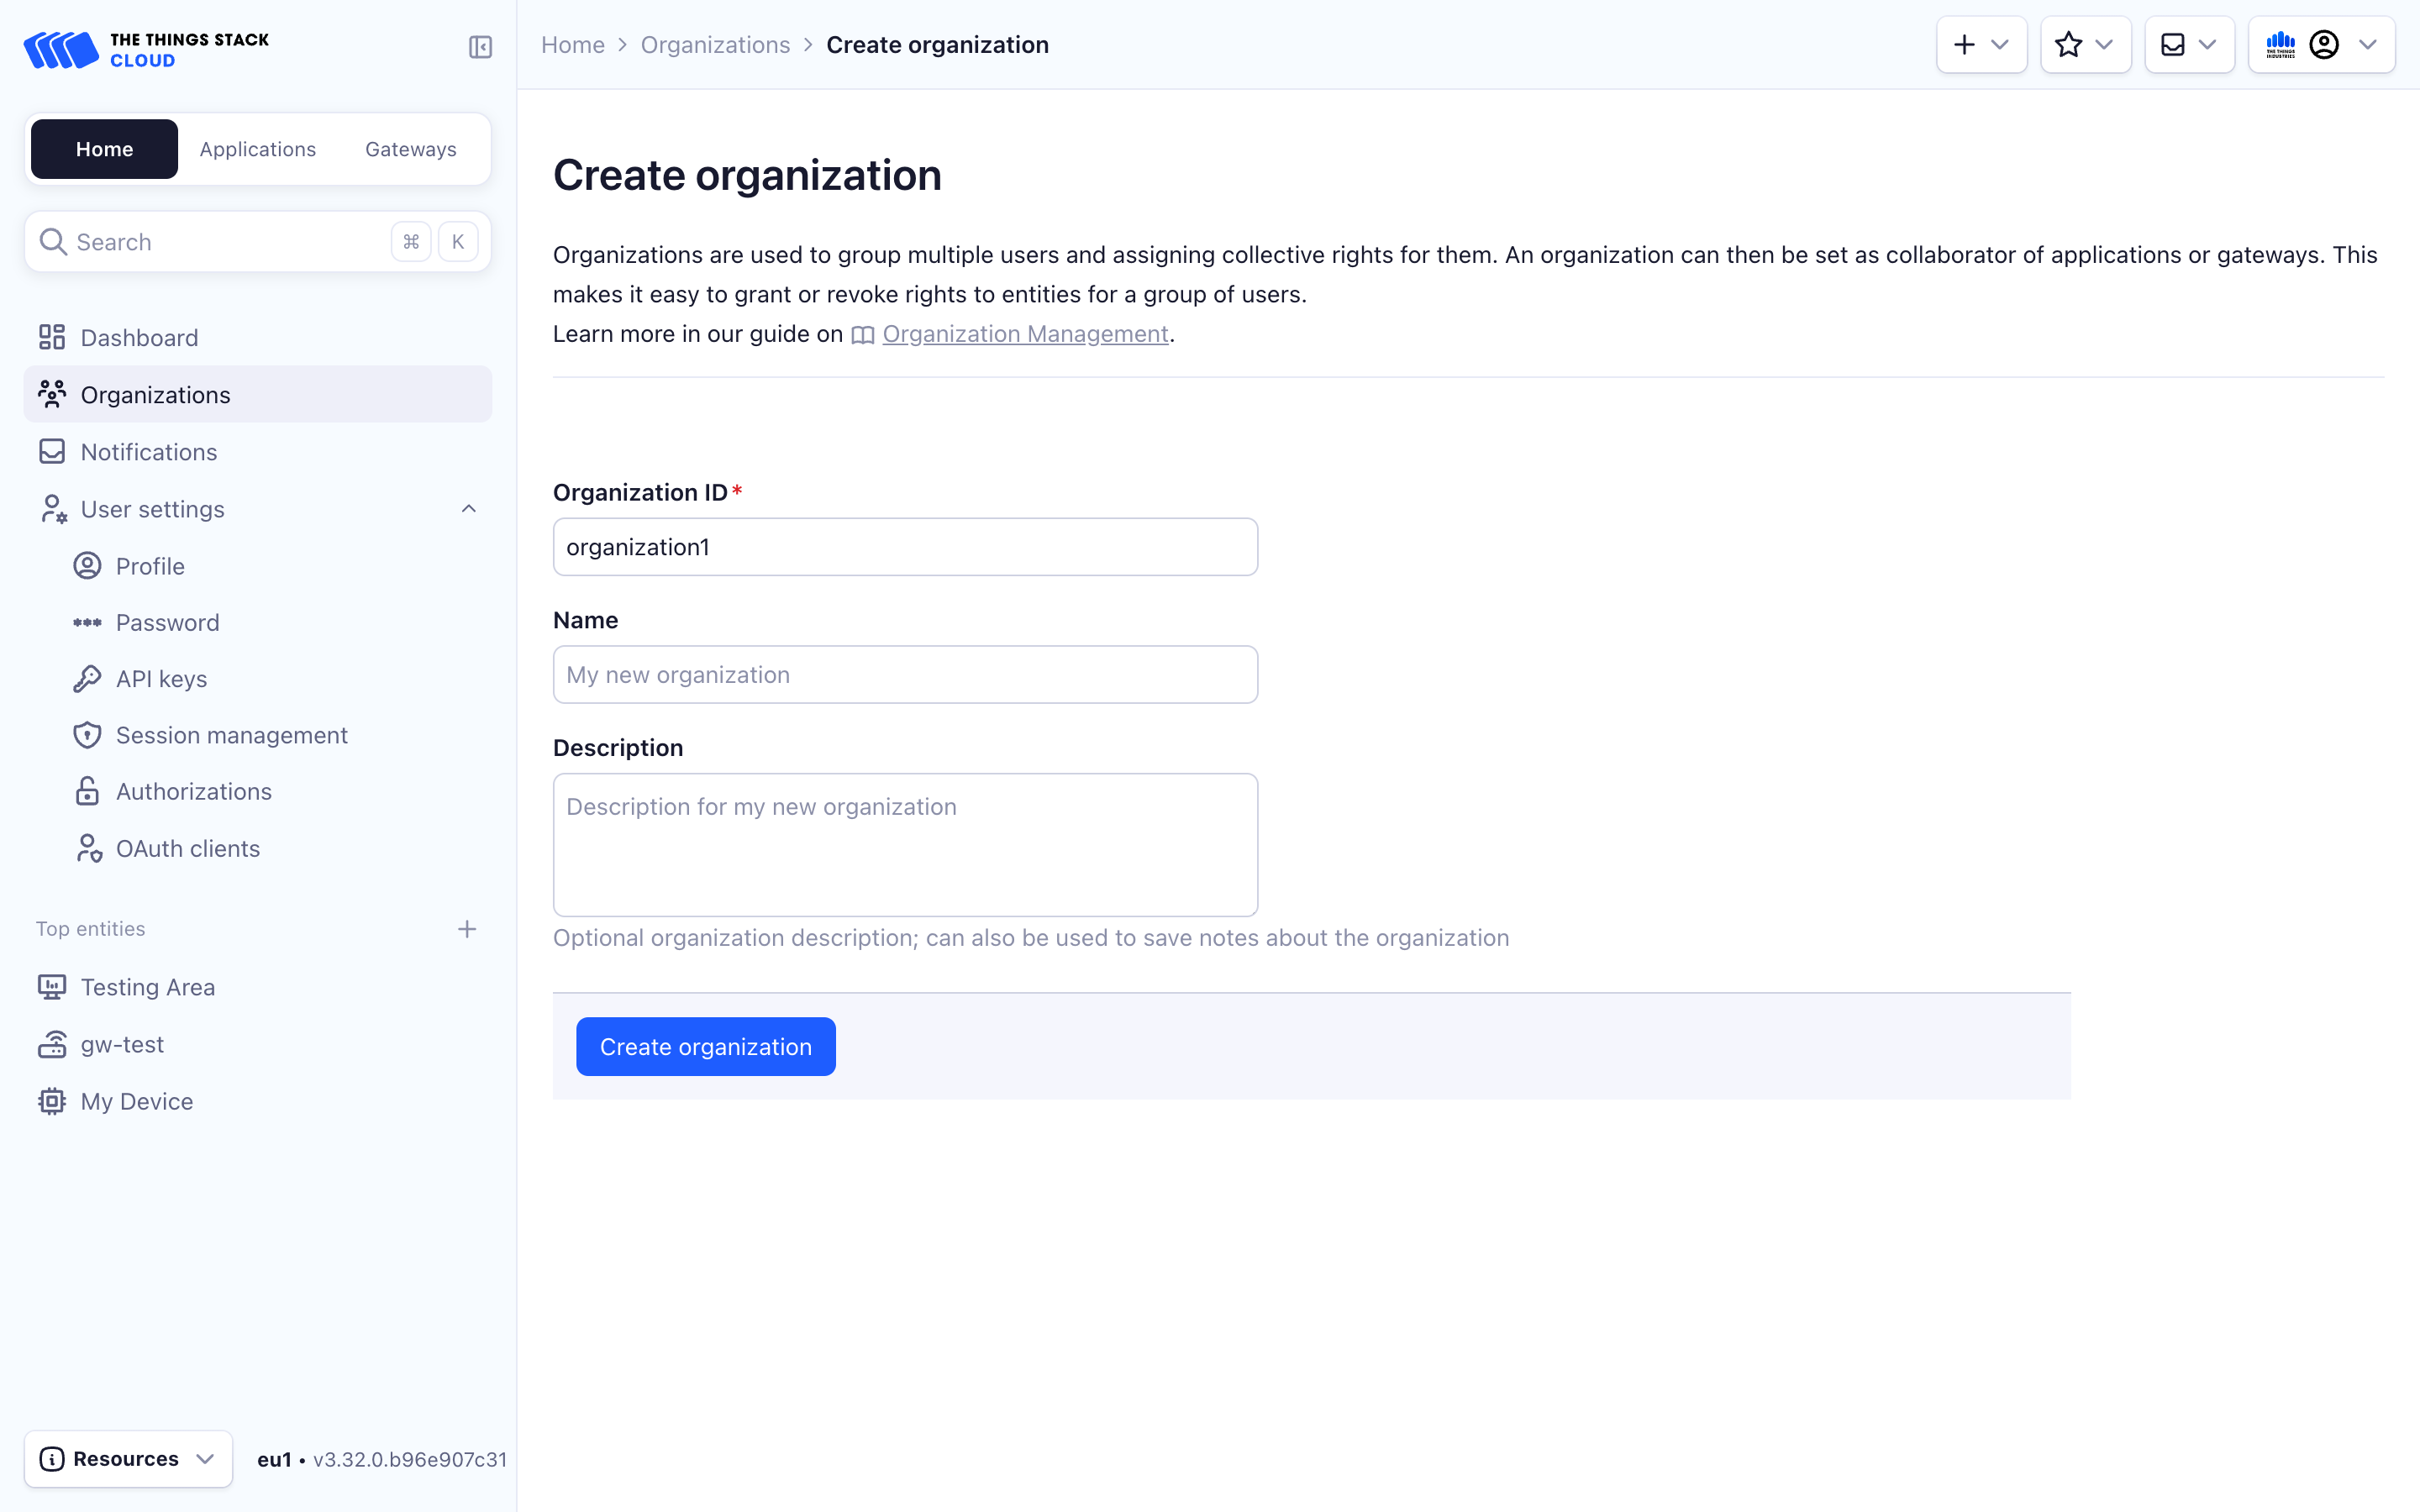 THE THINGS STACK
CLOUD
Home
Applications
Gateways
Search
⌘ K
Dashboard
Organizations
Notifications
User settings
Profile
Password
API keys
Session management
Authorizations
OAuth clients
Top entities
Testing Area
gw-test
My Device
Resources
eu1 • v3.32.0.b96e907c31
Home > Organizations > Create organization
THE THINGS
INDUSTRIES
Create organization
Organizations are used to group multiple users and assigning collective rights for them. An organization can then be set as collaborator of applications or gateways. This
makes it easy to grant or revoke rights to entities for a group of users.
Learn more in our guide on Organization Management.
Organization ID*
organization1
Name
My new organization
Description
Description for my new organization
Optional organization description; can also be used to save notes about the organization
Create organization